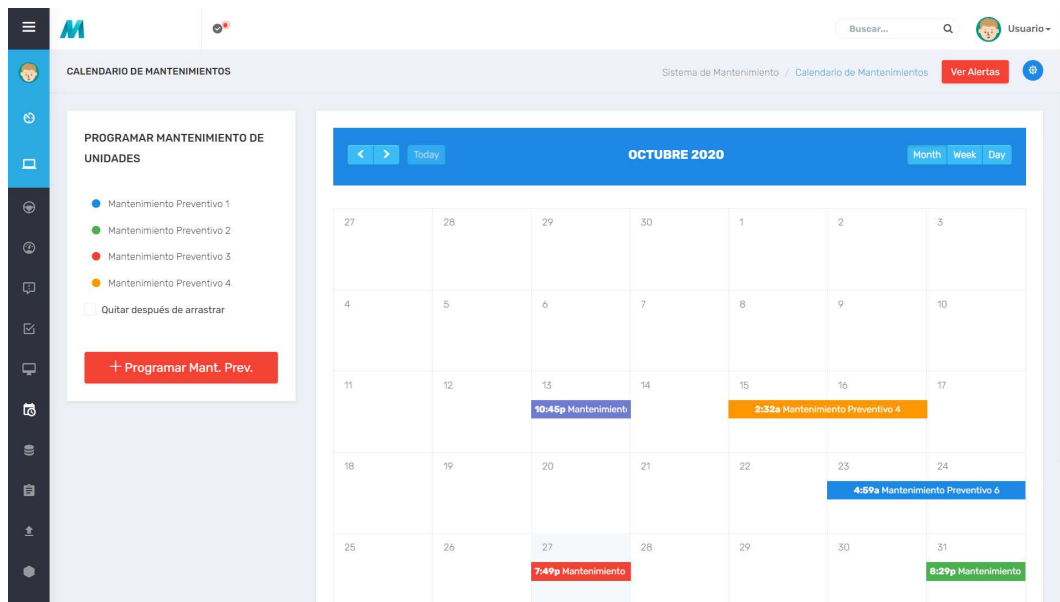 Buscar...
Usuario
CALENDARIO DE MANTENIMIENTOS
Sistema de Mantenimiento / Calendario de Mantenimientos
Ver Alertas
PROGRAMAR MANTENIMIENTO DE
UNIDADES
Mantenimiento Preventivo 1
Mantenimiento Preventivo 2
Mantenimiento Preventivo 3
Mantenimiento Preventivo 4
Quitar después de arrastrar
+ Programar Mant. Prev.
Today
OCTUBRE 2020
Month Week Day
27 28 29 30 1 2 3
4 5 6 7 8 9 10
11 12 13 14 15 16 17
10:45p Mantenimiento
2:32a Mantenimiento Preventivo 4
18 19 20 21 22 23 24
4:59a Mantenimiento Preventivo 6
25 26 27 28 29 30 31
7:49p Mantenimiento
8:29p Mantenimiento